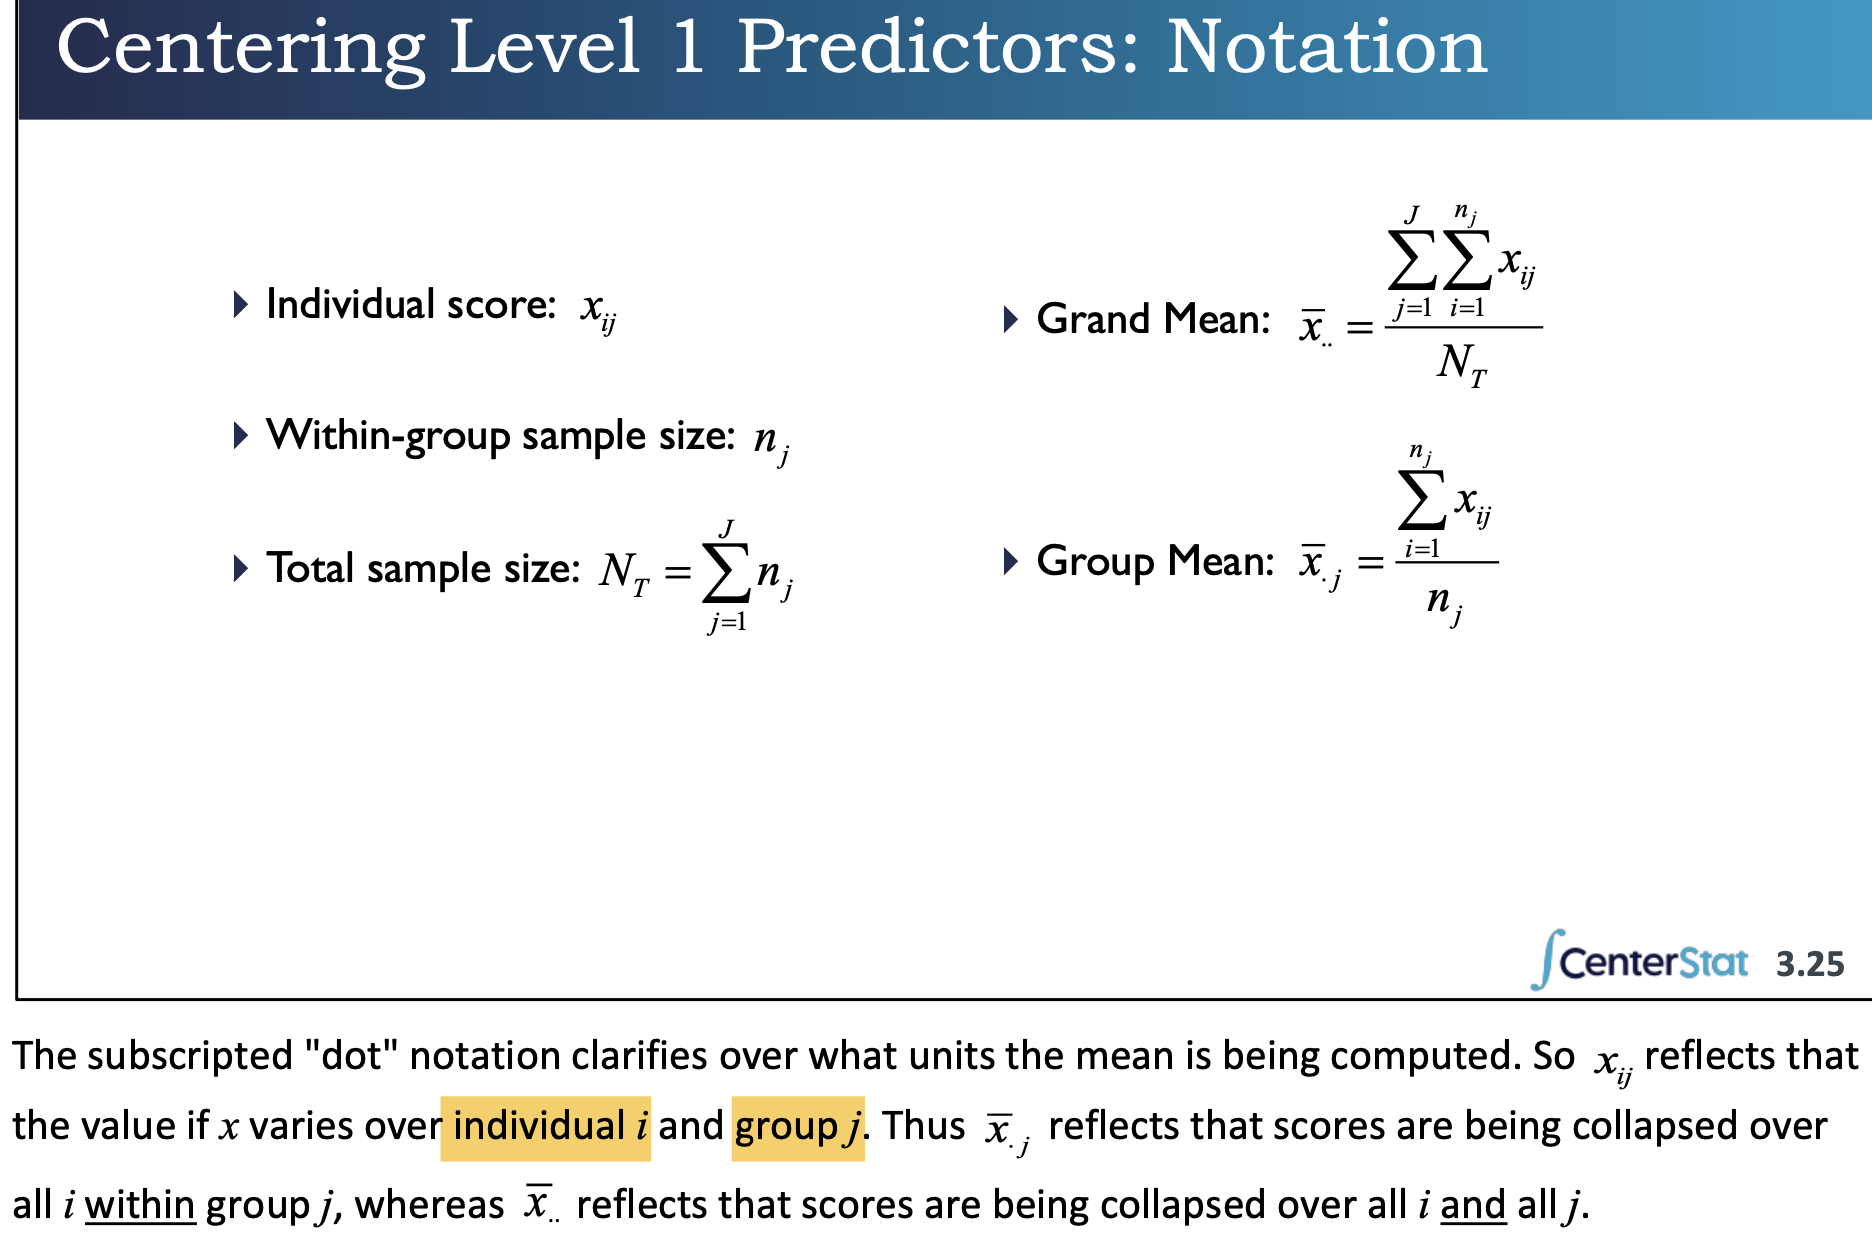 Centering Level 1 Predictors: Notation
▸ Individual score: x_{ij}
▸ Within-group sample size: n_j
▸ Total sample size: N_T = \sum_{j=1}^{J} n_j
▸ Grand Mean: \bar{x}_{..} = \frac{\sum_{j=1}^{J} \sum_{i=1}^{n_j} x_{ij}}{N_T}
▸ Group Mean: \bar{x}_{.j} = \frac{\sum_{i=1}^{n_j} x_{ij}}{n_j}
∫CenterStat 3.25
The subscripted "dot" notation clarifies over what units the mean is being computed. So x_{ij} reflects that
the value if x varies over individual i and group j. Thus \bar{x}_{.j} reflects that scores are being collapsed over
all i within group j, whereas \bar{x}_{..} reflects that scores are being collapsed over all i and all j.